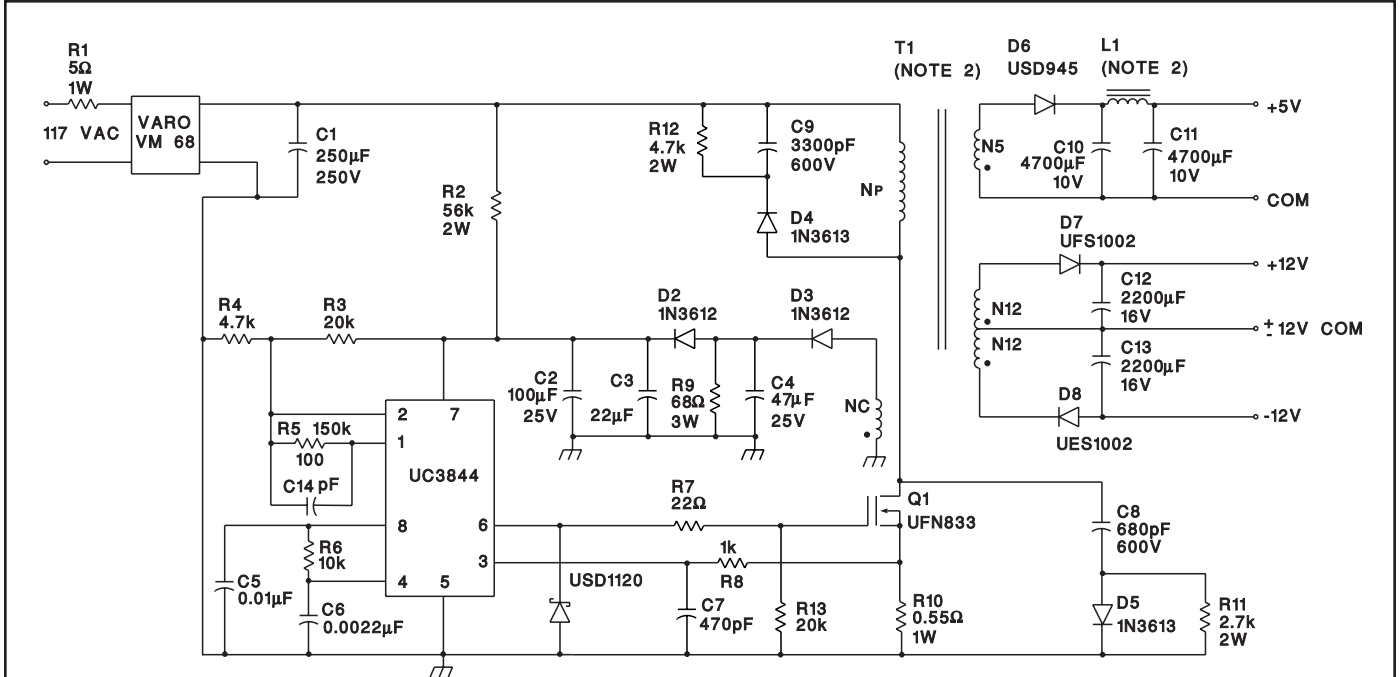 R1
5Ω
1W
117 VAC
VARO
VM 68
C1
250µF
250V
R2
56k
2W
R12
4.7k
2W
C9
3300pF
600V
D4
1N3613
T1
(NOTE 2)
NP
D6
USD945
L1
(NOTE 2)
+5V
N5
C10
4700µF
10V
C11
4700µF
10V
COM
D7
UFS1002
+12V
N12
C12
2200µF
16V
+
- 12V COM
N12
C13
2200µF
16V
D8
UES1002
-12V
R4
4.7k
R3
20k
D2
1N3612
D3
1N3612
C2
100µF
25V
C3
22µF
R9
68Ω
3W
C4
47µF
25V
NC
2
7
R5 150k
1
100
C14 pF
UC3844
8
6
R6
10k
3
4
5
C5
0.01µF
C6
0.0022µF
R7
22Ω
Q1
UFN833
1k
R8
USD1120
C7
470pF
R13
20k
R10
0.55Ω
1W
C8
680pF
600V
D5
1N3613
R11
2.7k
2W